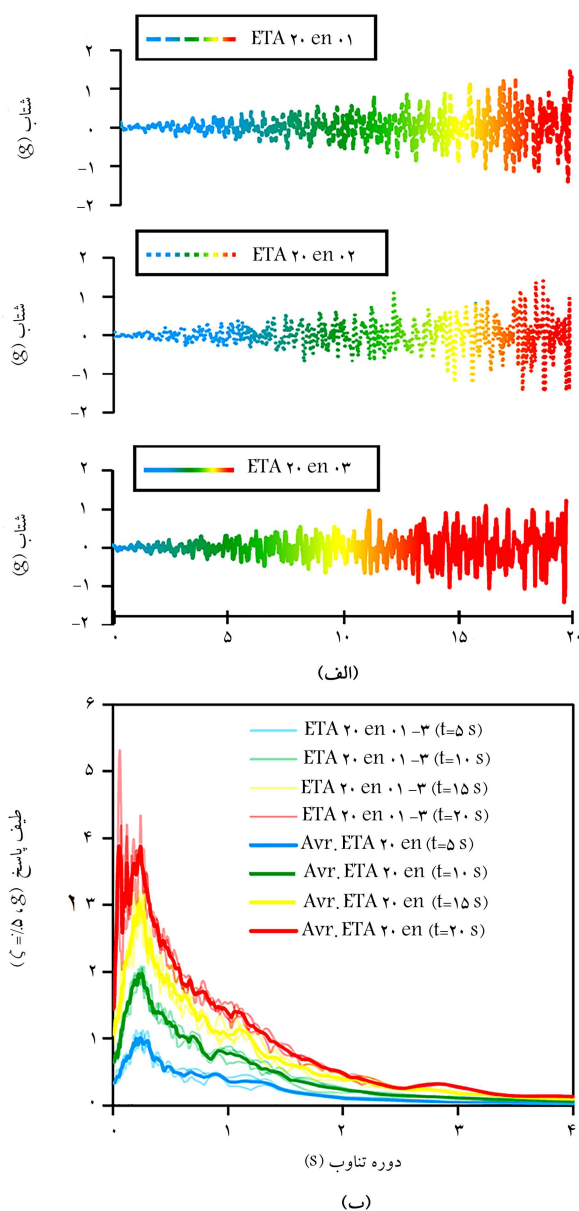 ETA ۲۰ en ۰۱
۲
۱
۰
-۱
-۲
شتاب (g)
ETA ۲۰ en ۰۲
۲
۱
۰
-۱
-۲
شتاب (g)
ETA ۲۰ en ۰۳
۲
۱
۰
-۱
-۲
شتاب (g)
۰ ۵ ۱۰ ۱۵ ۲۰
(الف)
ETA ۲۰ en ۰۱-۳ (t=۵ s)
ETA ۲۰ en ۰۱-۳ (t=۱۰ s)
ETA ۲۰ en ۰۱-۳ (t=۱۵ s)
ETA ۲۰ en ۰۱-۳ (t=۲۰ s)
Avr. ETA ۲۰ en (t=۵ s)
Avr. ETA ۲۰ en (t=۱۰ s)
Avr. ETA ۲۰ en (t=۱۵ s)
Avr. ETA ۲۰ en (t=۲۰ s)
۶
۵
۴
۳
۲
۱
۰
طیف پاسخ (ζ=٪۵، g)
۰ ۱ ۲ ۳ ۴
دوره تناوب (s)
(ب)